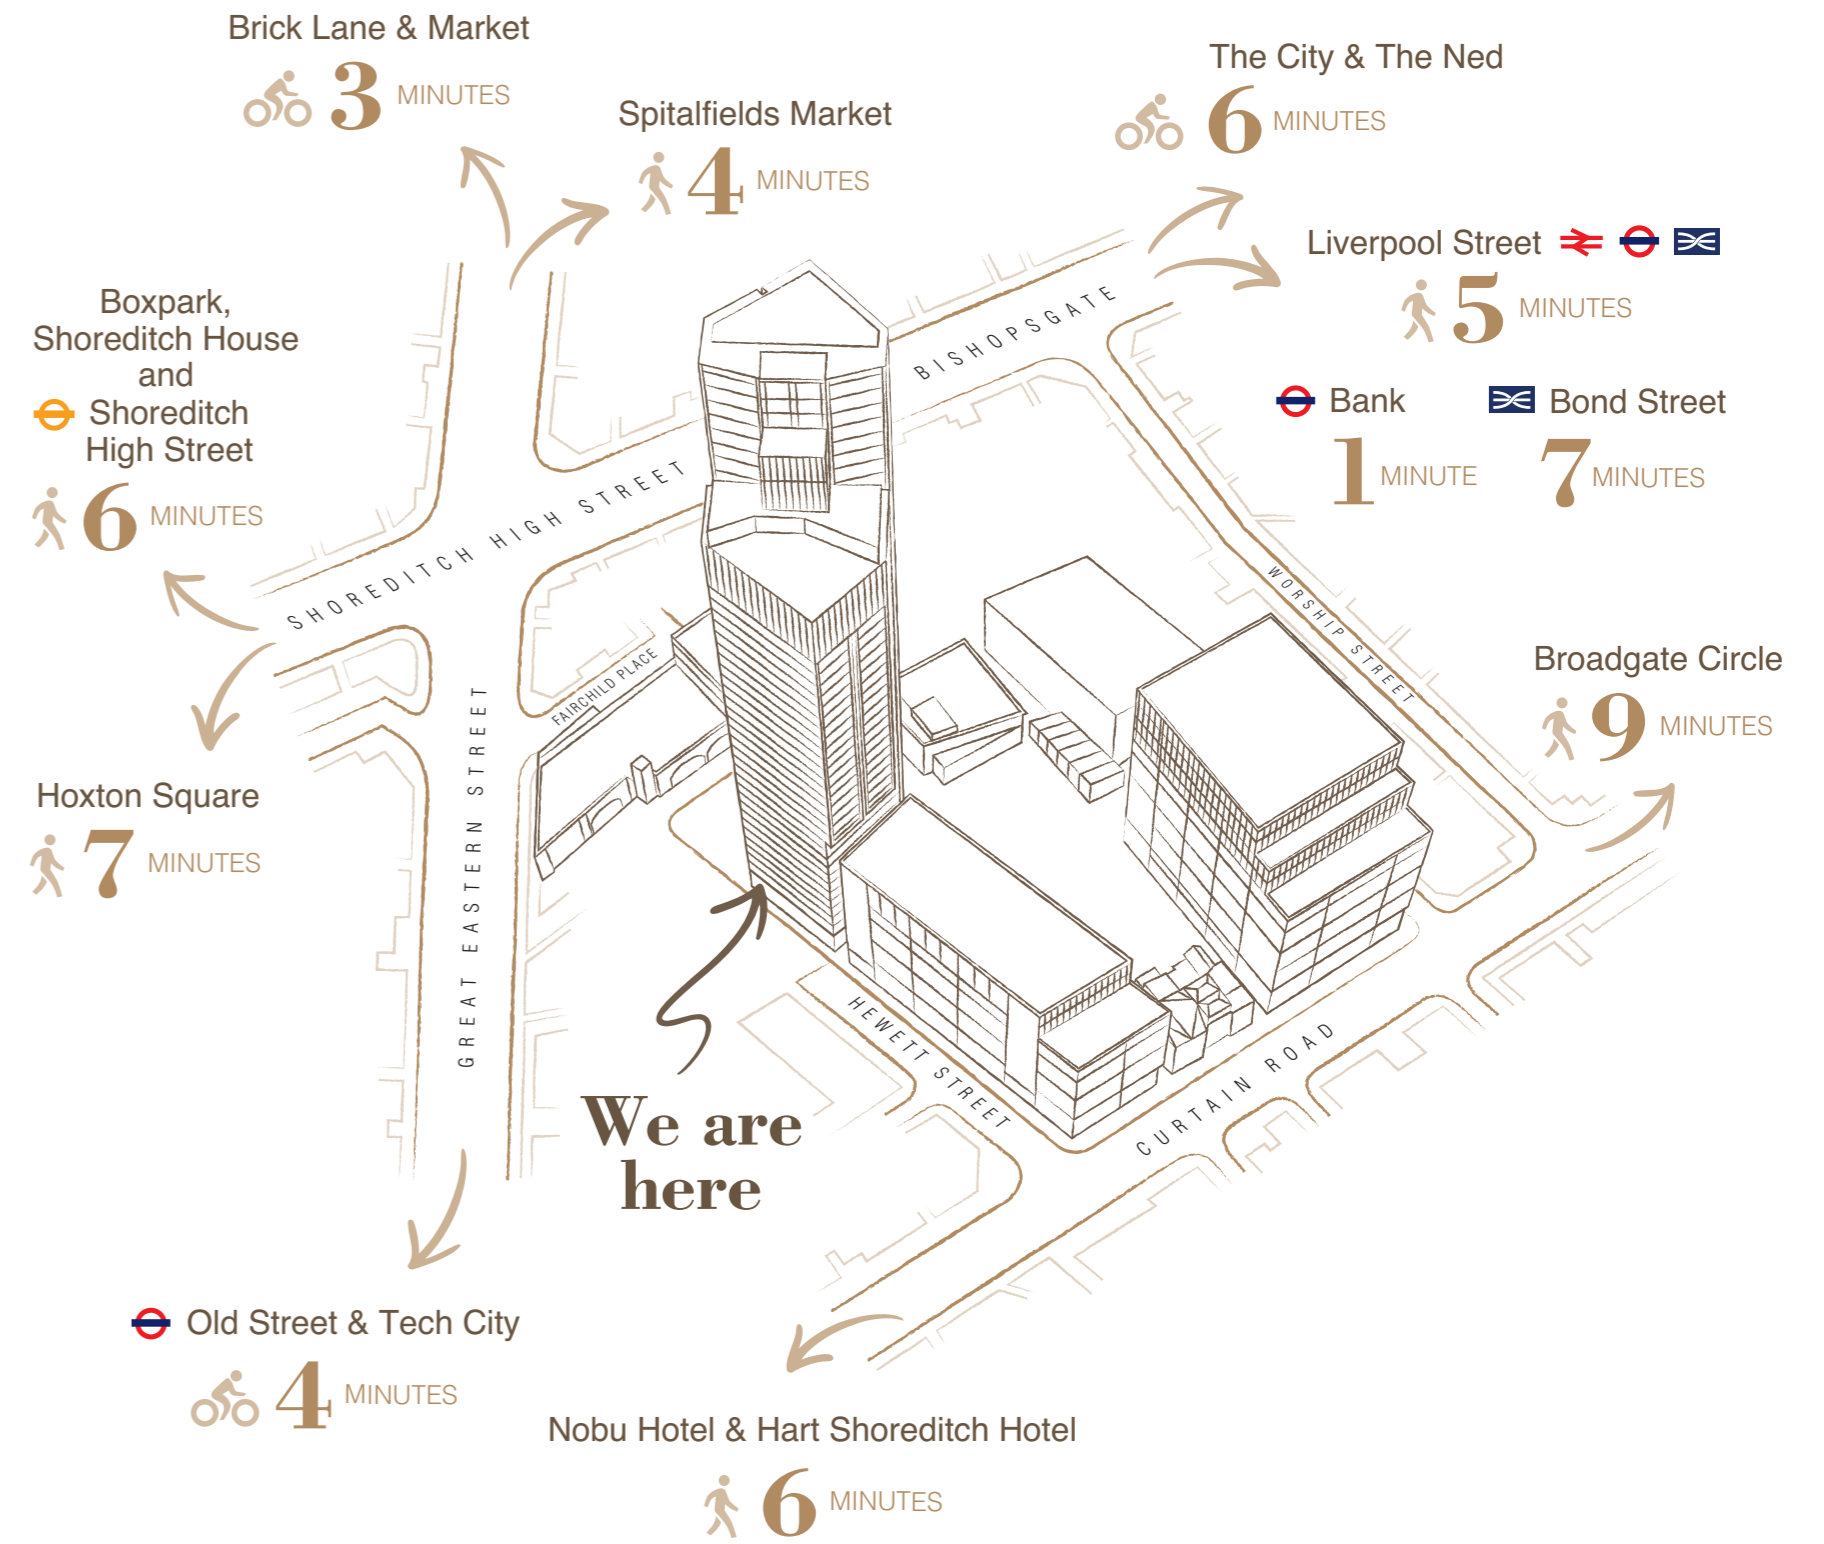 Brick Lane & Market
3 MINUTES
Spitalfields Market
4 MINUTES
The City & The Ned
6 MINUTES
Liverpool Street
5 MINUTES
Bank
1 MINUTE
Bond Street
7 MINUTES
Boxpark,
Shoreditch House
and
Shoreditch
High Street
6 MINUTES
BISHOPSGATE
SHOREDITCH HIGH STREET
WORSHIP STREET
FAIRCHILD PLACE
Broadgate Circle
9 MINUTES
Hoxton Square
7 MINUTES
GREAT EASTERN STREET
HEWETT STREET
CURTAIN ROAD
We are
here
Old Street & Tech City
4 MINUTES
Nobu Hotel & Hart Shoreditch Hotel
6 MINUTES